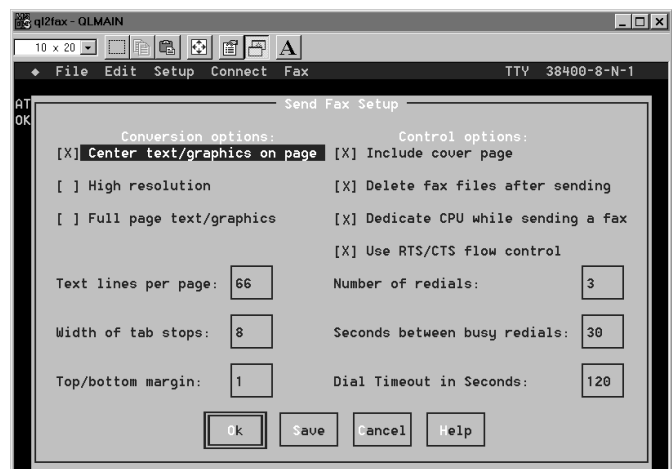 ql2fax - QLMAIN
10 x 20 A
File Edit Setup Connect Fax TTY 38400-8-N-1
AT
OK
Send Fax Setup
Conversion options: Control options:
[X] Center text/graphics on page [X] Include cover page
[ ] High resolution [X] Delete fax files after sending
[ ] Full page text/graphics [X] Dedicate CPU while sending a fax
[X] Use RTS/CTS flow control
Text lines per page: 66 Number of redials: 3
Width of tab stops: 8 Seconds between busy redials: 30
Top/bottom margin: 1 Dial Timeout in Seconds: 120
Ok Save Cancel Help